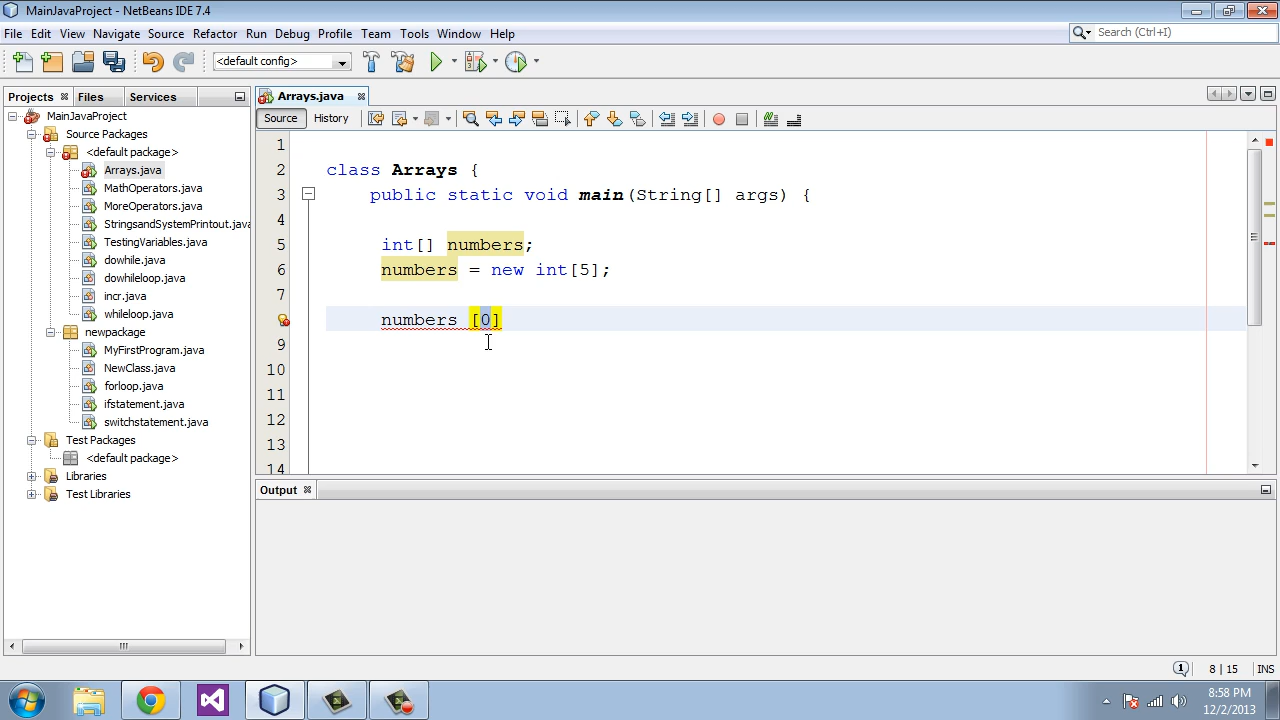 MainJavaProject - NetBeans IDE 7.4
File Edit View Navigate Source Refactor Run Debug Profile Team Tools Window Help
Search (Ctrl+I)
<default config>
Projects Files Services
Arrays.java
Source History
MainJavaProject
Source Packages
<default package>
Arrays.java
MathOperators.java
MoreOperators.java
StringsandSystemPrintout.java
TestingVariables.java
dowhile.java
dowhileloop.java
incr.java
whileloop.java
newpackage
MyFirstProgram.java
NewClass.java
forloop.java
ifstatement.java
switchstatement.java
Test Packages
<default package>
Libraries
Test Libraries
1
2 class Arrays {
3 public static void main(String[] args) {
4
5 int[] numbers;
6 numbers = new int[5];
7
numbers [0]
9
10
11
12
13
14
Output
1 8 | 15 INS
8:58 PM
12/2/2013